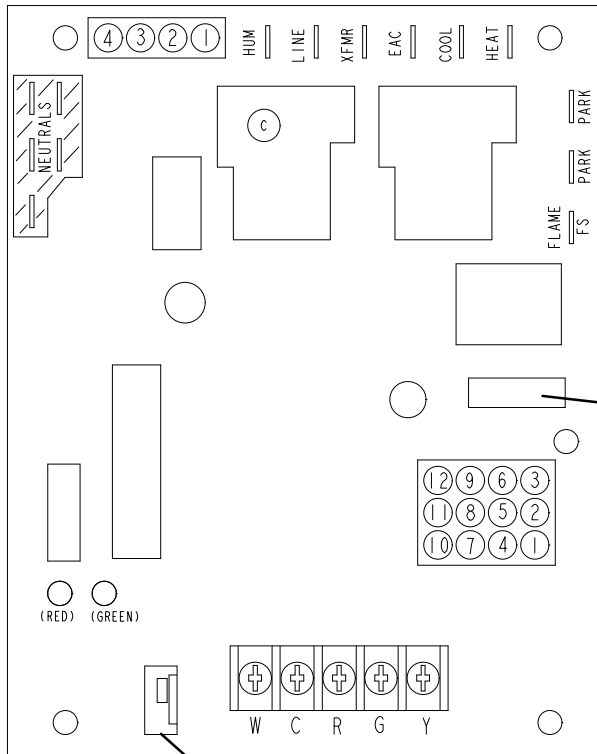 4 3 2 1
HUM
LINE
XFMR
EAC
COOL
HEAT
NEUTRALS
C
PARK
PARK
FLAME
FS
12 9 6 3
11 8 5 2
10 7 4 1
(RED) (GREEN)
W C R G Y